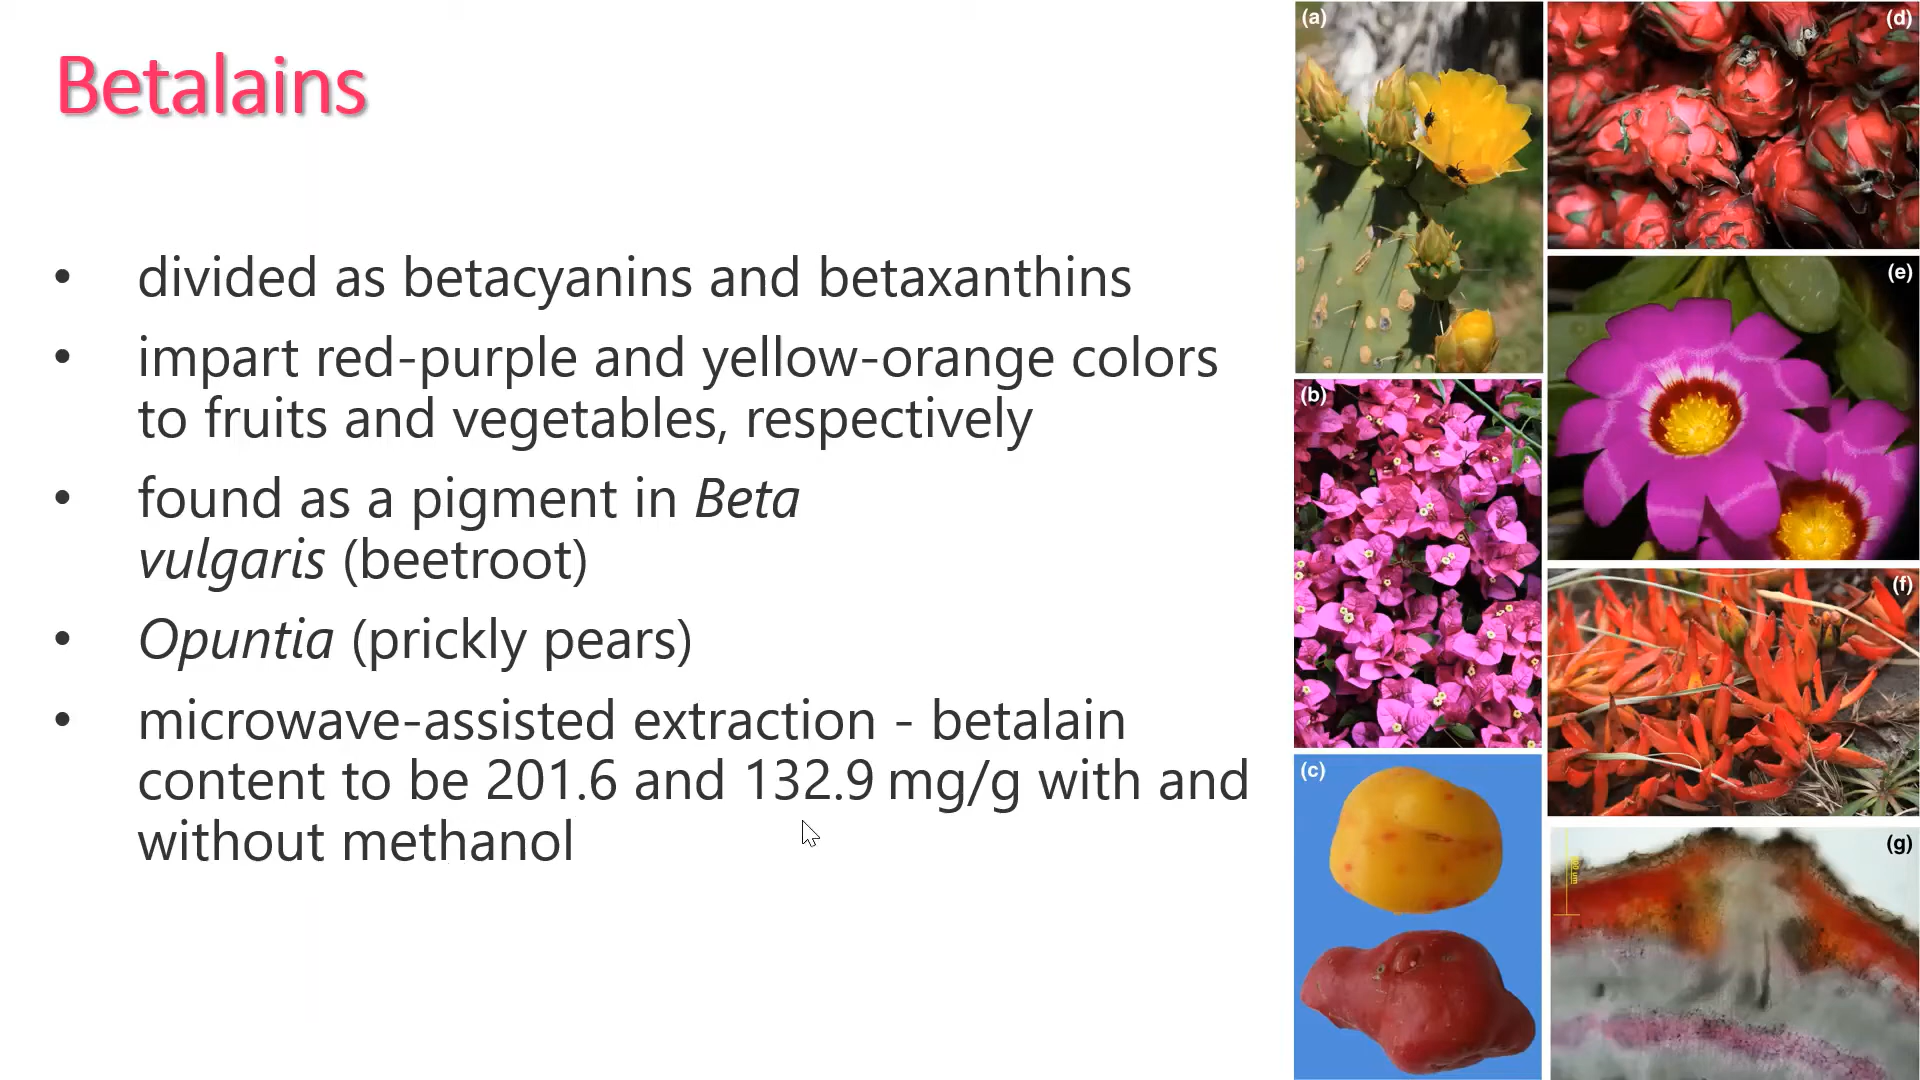 Betalains
• divided as betacyanins and betaxanthins
• impart red-purple and yellow-orange colors
to fruits and vegetables, respectively
• found as a pigment in Beta
vulgaris (beetroot)
• Opuntia (prickly pears)
• microwave-assisted extraction - betalain
content to be 201.6 and 132.9 mg/g with and
without methanol
(a)
(b)
(c)
(d)
(e)
(f)
(g)